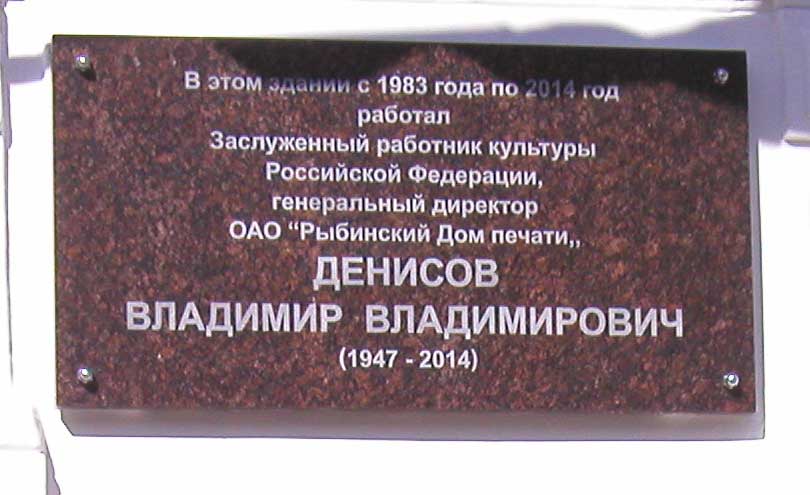 В этом здании с 1983 года по 2014 год
работал
Заслуженный работник культуры
Российской Федерации,
генеральный директор
ОАО “Рыбинский Дом печати„
ДЕНИСОВ
ВЛАДИМИР ВЛАДИМИРОВИЧ
(1947 - 2014)